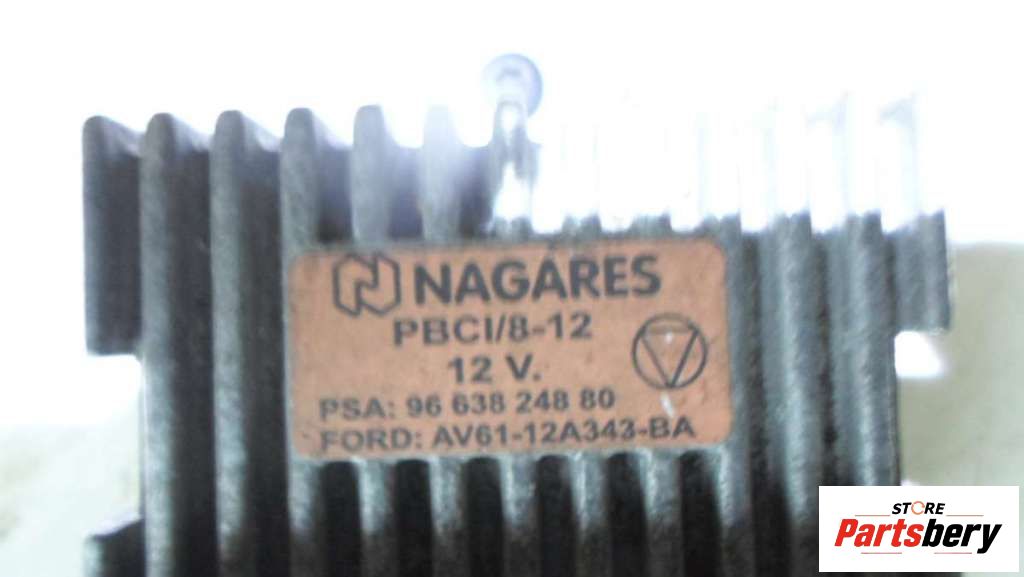 NAGARES
PBCI/8-12
12 V.
PSA: 96 638 248 80
FORD: AV61-12A343-BA
STORE
Partsbery